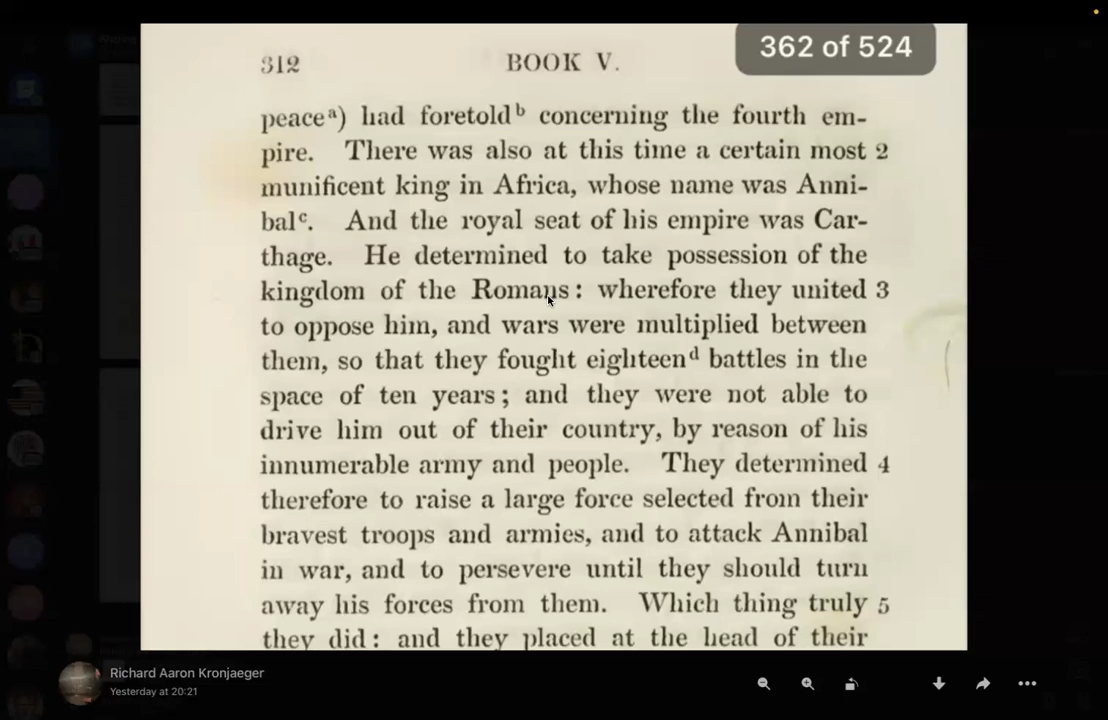 362 of 524
312 BOOK V.
peaceᵃ) had foretoldᵇ concerning the fourth em-
pire. There was also at this time a certain most 2
munificent king in Africa, whose name was Anni-
balᶜ. And the royal seat of his empire was Car-
thage. He determined to take possession of the
kingdom of the Romans: wherefore they united 3
to oppose him, and wars were multiplied between
them, so that they fought eighteenᵈ battles in the
space of ten years; and they were not able to
drive him out of their country, by reason of his
innumerable army and people. They determined 4
therefore to raise a large force selected from their
bravest troops and armies, and to attack Annibal
in war, and to persevere until they should turn
away his forces from them. Which thing truly 5
they did: and they placed at the head of their
Richard Aaron Kronjaeger
Yesterday at 20:21